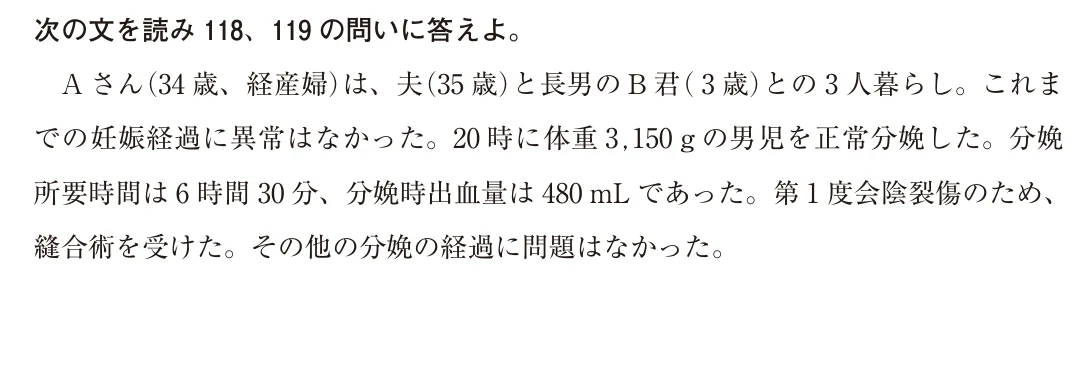 次の文を読み 118、119 の問いに答えよ。
A さん(34 歳、経産婦)は、夫(35 歳)と長男の B 君( 3 歳)との 3 人暮らし。これま
での妊娠経過に異常はなかった。20 時に体重 3,150 g の男児を正常分娩した。分娩
所要時間は 6 時間 30 分、分娩時出血量は 480 mL であった。第 1 度会陰裂傷のため、
縫合術を受けた。その他の分娩の経過に問題はなかった。